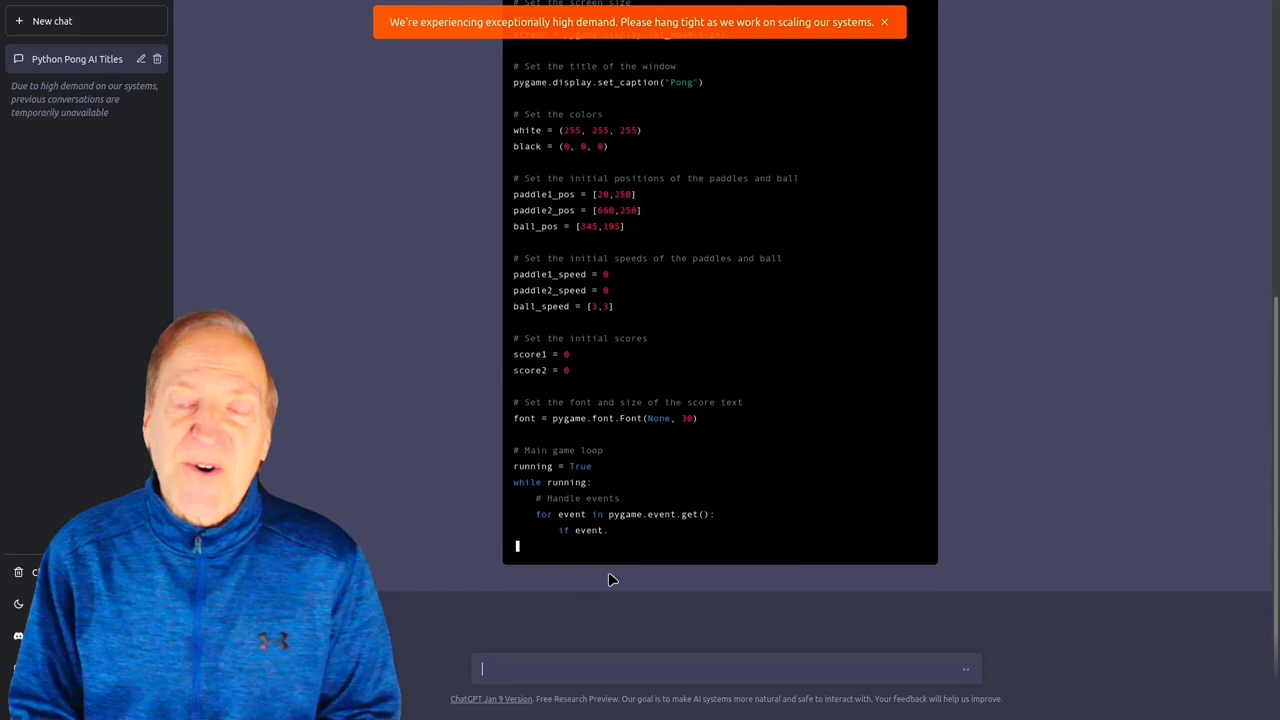 New chat
We're experiencing exceptionally high demand. Please hang tight as we work on scaling our systems.
Python Pong AI Titles
Due to high demand on our systems,
previous conversations are
temporarily unavailable
# Set the screen size
# Set the title of the window
pygame.display.set_caption("Pong")
# Set the colors
white = (255, 255, 255)
black = (0, 0, 0)
# Set the initial positions of the paddles and ball
paddle1_pos = [20,250]
paddle2_pos = [660,250]
ball_pos = [345,195]
# Set the initial speeds of the paddles and ball
paddle1_speed = 0
paddle2_speed = 0
ball_speed = [3,3]
# Set the initial scores
score1 = 0
score2 = 0
# Set the font and size of the score text
font = pygame.font.Font(None, 30)
# Main game loop
running = True
while running:
# Handle events
for event in pygame.event.get():
if event.
ChatGPT Jan 9 Version. Free Research Preview. Our goal is to make AI systems more natural and safe to interact with. Your feedback will help us improve.